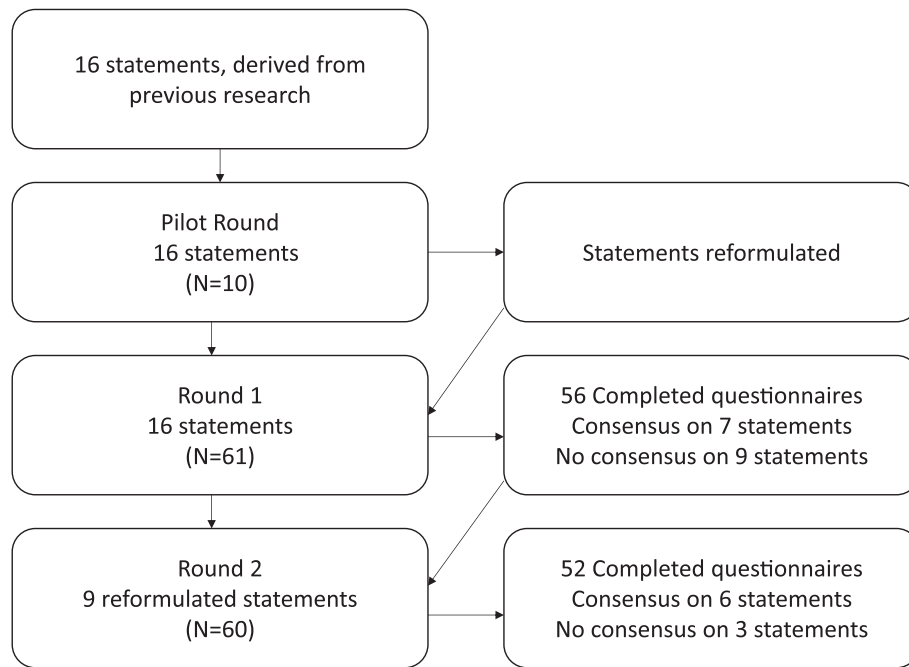 16 statements, derived from
previous research
Pilot Round
16 statements
(N=10)
Statements reformulated
Round 1
16 statements
(N=61)
56 Completed questionnaires
Consensus on 7 statements
No consensus on 9 statements
Round 2
9 reformulated statements
(N=60)
52 Completed questionnaires
Consensus on 6 statements
No consensus on 3 statements